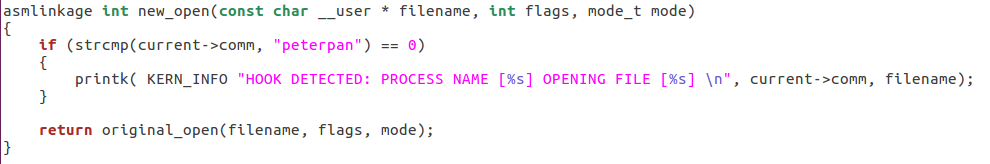 asmlinkage int new_open(const char __user * filename, int flags, mode_t mode)
{
    if (strcmp(current->comm, "peterpan") == 0)
    {
        printk( KERN_INFO "HOOK DETECTED: PROCESS NAME [%s] OPENING FILE [%s] \n", current->comm, filename);
    }

    return original_open(filename, flags, mode);
}